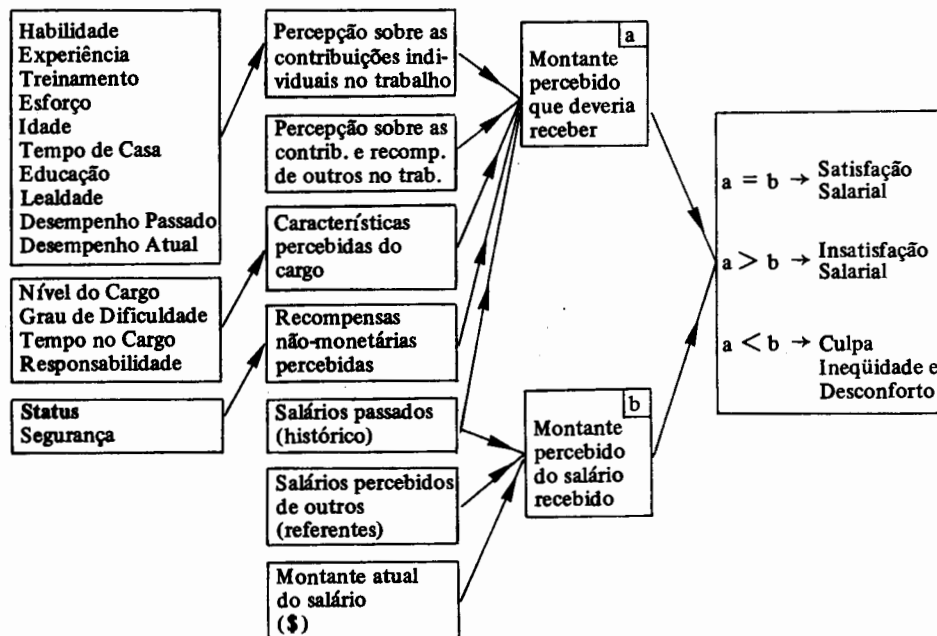 Habilidade
Experiência
Treinamento
Esforço
Idade
Tempo de Casa
Educação
Lealdade
Desempenho Passado
Desempenho Atual
Nível do Cargo
Grau de Dificuldade
Tempo no Cargo
Responsabilidade
Status
Segurança
Percepção sobre as
contribuições indi-
viduais no trabalho
Percepção sobre as
contrib. e recomp.
de outros no trab.
Características
percebidas do
cargo
Recompensas
não-monetárias
percebidas
Salários passados
(histórico)
Salários percebidos
de outros
(referentes)
Montante atual
do salário
($)
a
Montante
percebido
que deveria
receber
b
Montante
percebido
do salário
recebido
a = b → Satisfação
Salarial
a > b → Insatisfação
Salarial
a < b → Culpa
Ineqüidade e
Desconforto